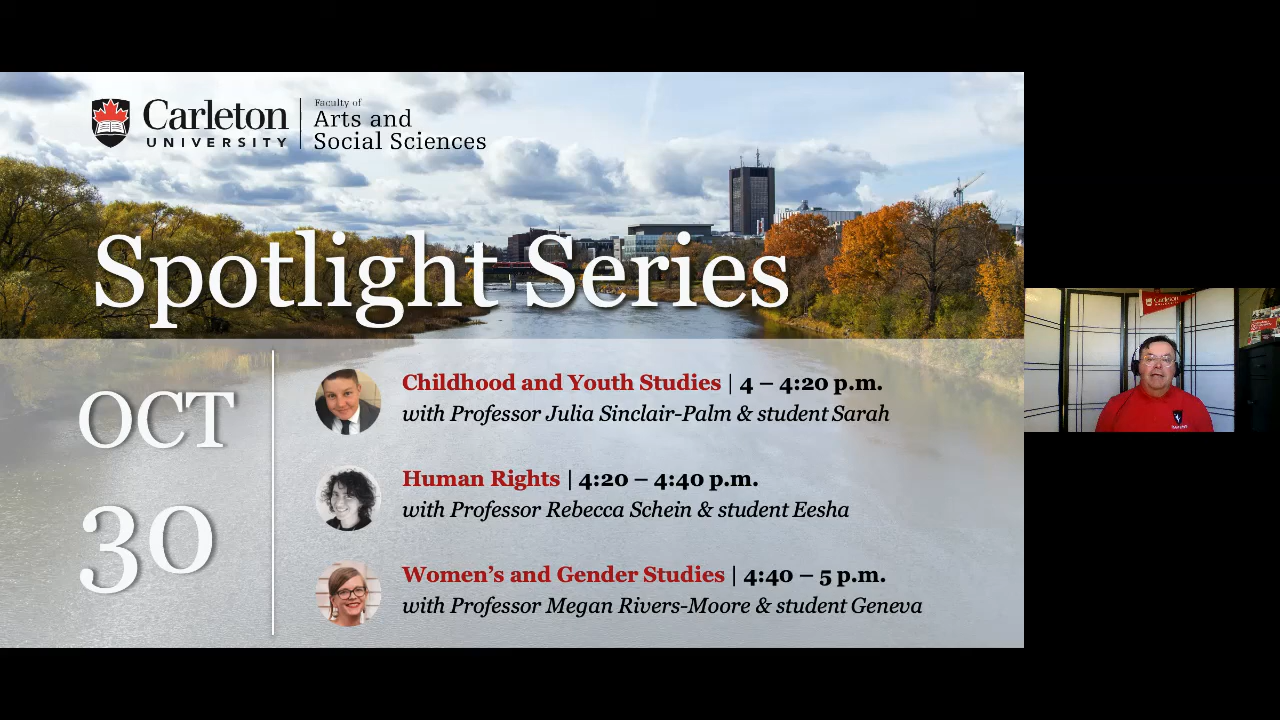 Carleton
UNIVERSITY
Faculty of
Arts and
Social Sciences
Spotlight Series
OCT
30
Childhood and Youth Studies | 4 – 4:20 p.m.
with Professor Julia Sinclair-Palm & student Sarah
Human Rights | 4:20 – 4:40 p.m.
with Professor Rebecca Schein & student Eesha
Women's and Gender Studies | 4:40 – 5 p.m.
with Professor Megan Rivers-Moore & student Geneva
Carleton